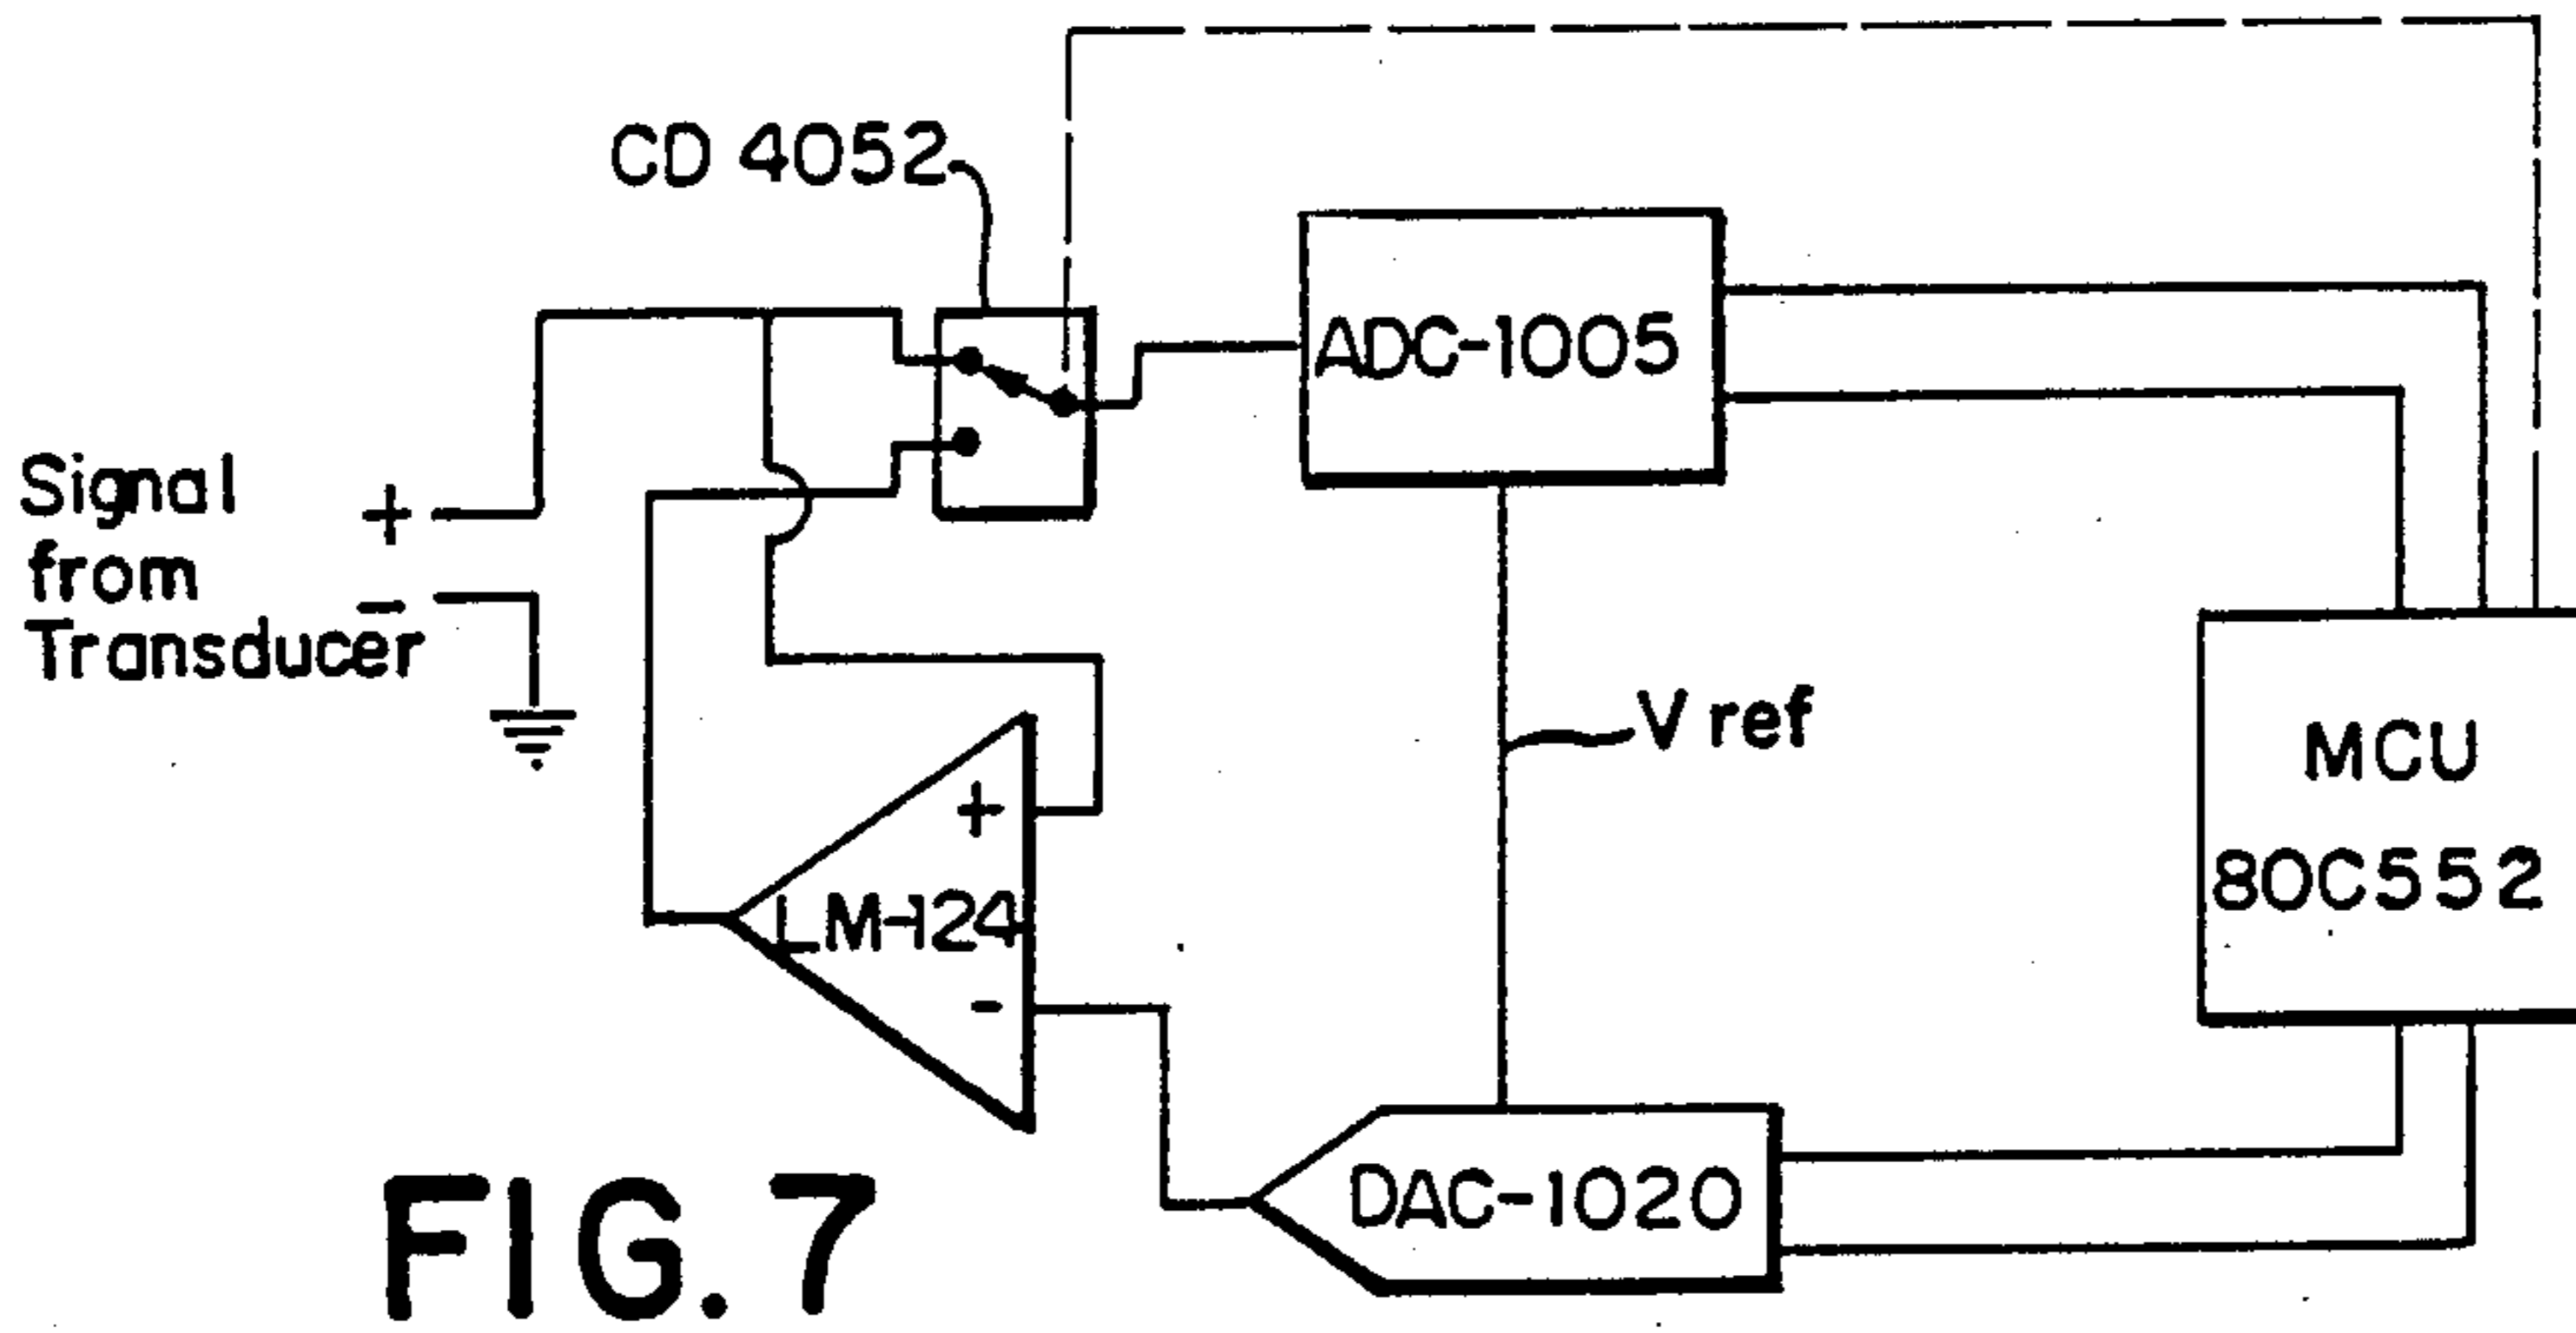 CD 4052
ADC-1005
Signal
from
Transducer
+
-
V ref
MCU
80C552
+
LM-124
-
DAC-1020
FIG. 7